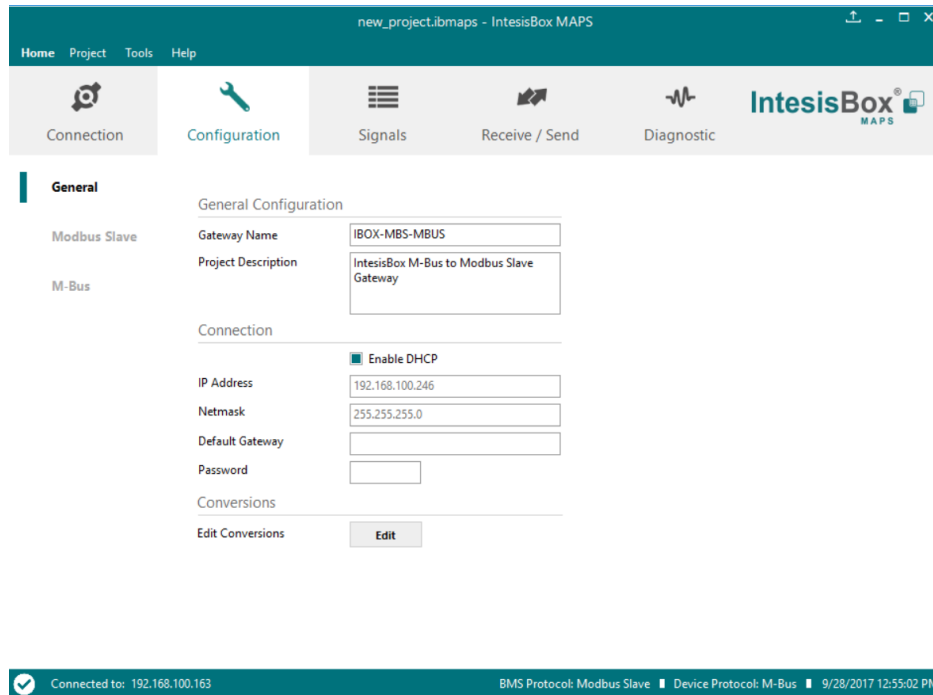 new_project.ibmaps - IntesisBox MAPS
Home Project Tools Help
Connection Configuration Signals Receive / Send Diagnostic
IntesisBox®
MAPS
General
General Configuration
Modbus Slave
Gateway Name IBOX-MBS-MBUS
Project Description IntesisBox M-Bus to Modbus Slave
Gateway
M-Bus
Connection
Enable DHCP
IP Address 192.168.100.246
Netmask 255.255.255.0
Default Gateway
Password
Conversions
Edit Conversions Edit
Connected to: 192.168.100.163 BMS Protocol: Modbus Slave Device Protocol: M-Bus 9/28/2017 12:55:02 PM